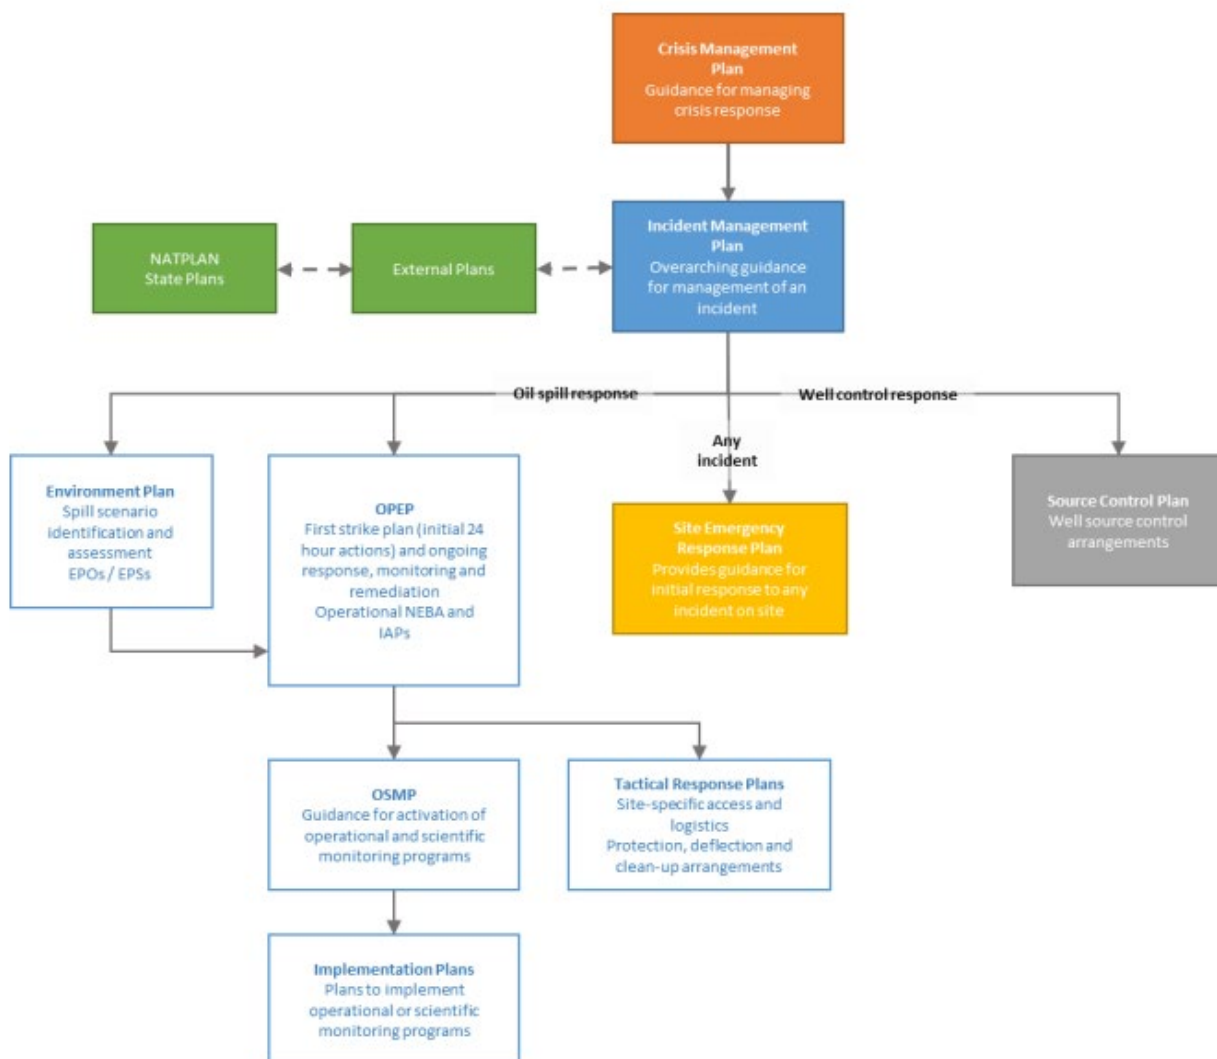 Crisis Management
Plan
Guidance for managing
crisis response
Incident Management
Plan
Overarching guidance
for management of an
incident
NATPLAN
State Plans
External Plans
Oil spill response
Well control response
Any
incident
Environment Plan
Spill scenario
identification and
assessment
EPOs / EPSs
OPEP
First strike plan (initial 24
hour actions) and ongoing
response, monitoring and
remediation
Operational NEBA and
IAPs
Site Emergency
Response Plan
Provides guidance for
initial response to any
incident on site
Source Control Plan
Well source control
arrangements
OSMP
Guidance for activation of
operational and scientific
monitoring programs
Tactical Response Plans
Site-specific access and
logistics
Protection, deflection and
clean-up arrangements
Implementation Plans
Plans to implement
operational or scientific
monitoring programs